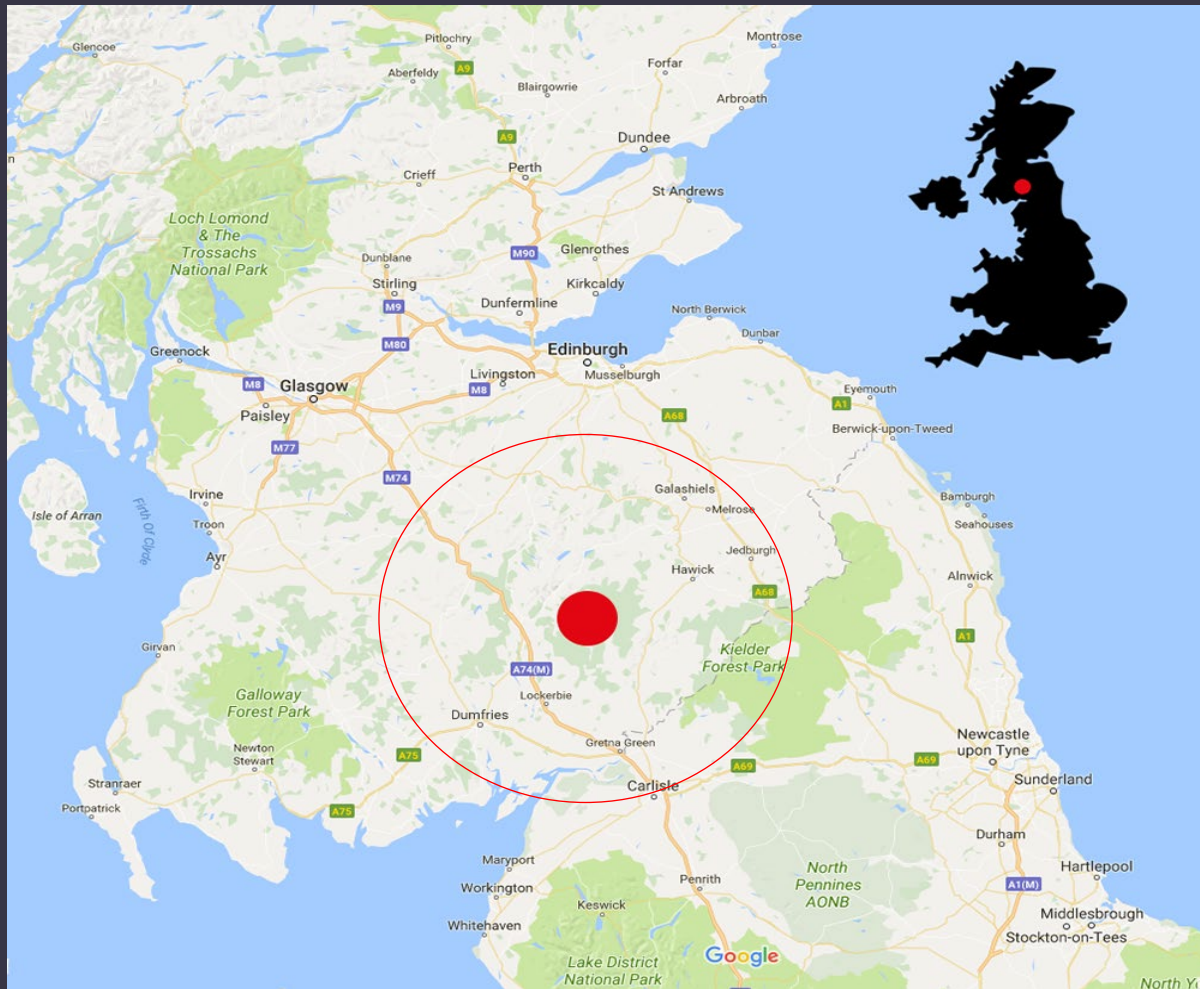 Montrose
Pitlochry
Glencoe
A9
Forfar
Aberfeldy
Blairgowrie
Arbroath
A9
Dundee
n
Perth
Crieff
St Andrews
Loch Lomond
& The
Trossachs
National Park
M90
Glenrothes
Dunblane
Stirling
Kirkcaldy
Dunfermline
M9
North Berwick
Dunbar
M80
Greenock
Edinburgh
Livingston
Musselburgh
M8
Glasgow
M8
Eyemouth
A1
Paisley
A68
Berwick-upon-Tweed
M77
M74
Irvine
Galashiels
Bamburgh
Isle of Arran
Firth Of Clyde
Melrose
Troon
Seahouses
Ayr
Jedburgh
Hawick
Alnwick
A68
A1
Girvan
Kielder
Forest Park
A74(M)
Galloway
Forest Park
Lockerbie
Dumfries
Gretna Green
Newcastle
upon Tyne
Newton
Stewart
A75
A69
A69
Stranraer
Carlisle
Sunderland
Portpatrick
A75
Durham
Maryport
North
Pennines
AONB
Hartlepool
Workington
Penrith
A1(M)
Keswick
Middlesbrough
Whitehaven
Stockton-on-Tees
Google
Lake District
National Park
North Y